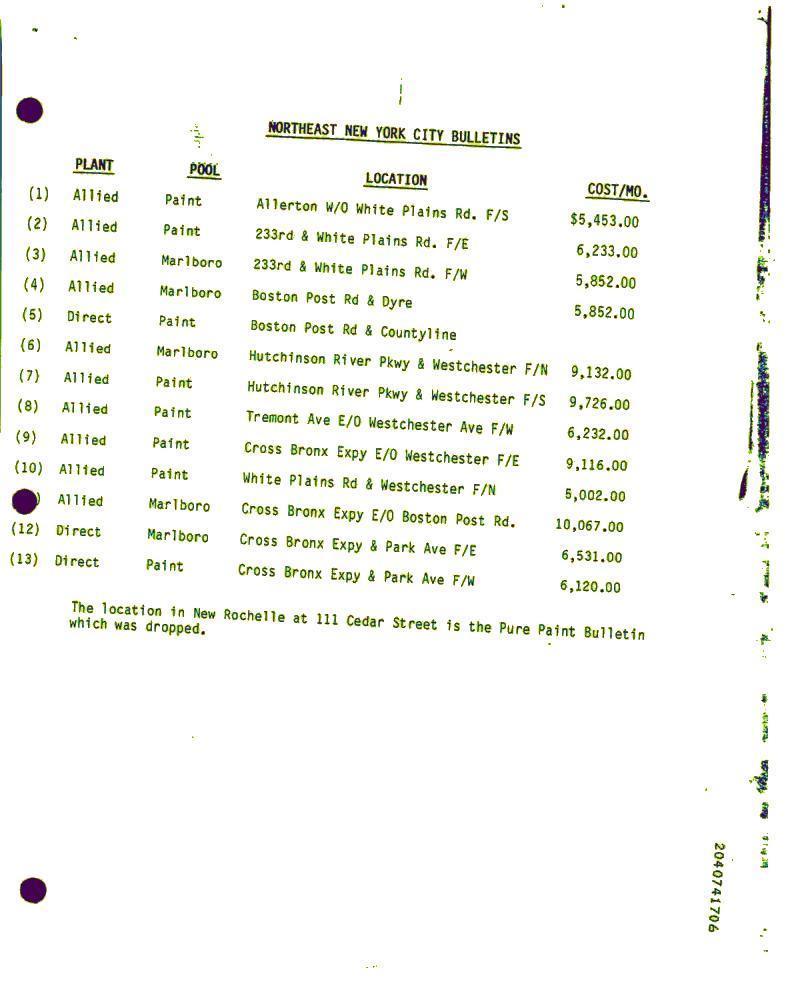 NORTHEAST NEW YORK CITY BULLETINS
PLANT POOL LOCATION COST/MO.
(1) Allied Paint Allerton W/O White Plains Rd. F/S $5,453.00
(2) Allied Paint 233rd & White Plains Rd. F/E 6,233.00
(3) Allied Marlboro 233rd & White Plains Rd. F/W 5,852.00
(4) Allied Marlboro Boston Post Rd & Dyre 5,852.00
(5) Direct Paint Boston Post Rd & Countyline
(6) Allied Marlboro Hutchinson River Pkwy & Westchester F/N 9,132.00
(7) Allied Paint Hutchinson River Pkwy & Westchester F/S 9,726.00
(8) Allied Paint Tremont Ave E/O Westchester Ave F/W 6,232.00
(9) Allied Paint Cross Bronx Expy E/O Westchester F/E 9,116.00
(10) Allied Paint White Plains Rd & Westchester F/N 5,002.00
) Allied Marlboro Cross Bronx Expy E/O Boston Post Rd. 10,067.00
(12) Direct Marlboro Cross Bronx Expy & Park Ave F/E 6,531.00
(13) Direct Paint Cross Bronx Expy & Park Ave F/W 6,120.00
The location in New Rochelle at 111 Cedar Street is the Pure Paint Bulletin
which was dropped.
2040741706